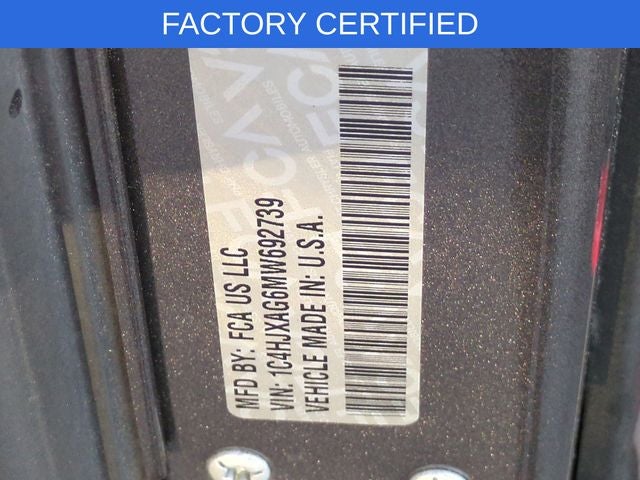 FACTORY CERTIFIED
MFD BY: FCA US LLC
VIN: 1C4HJXAG6MW692739
VEHICLE MADE IN: U.S.A.